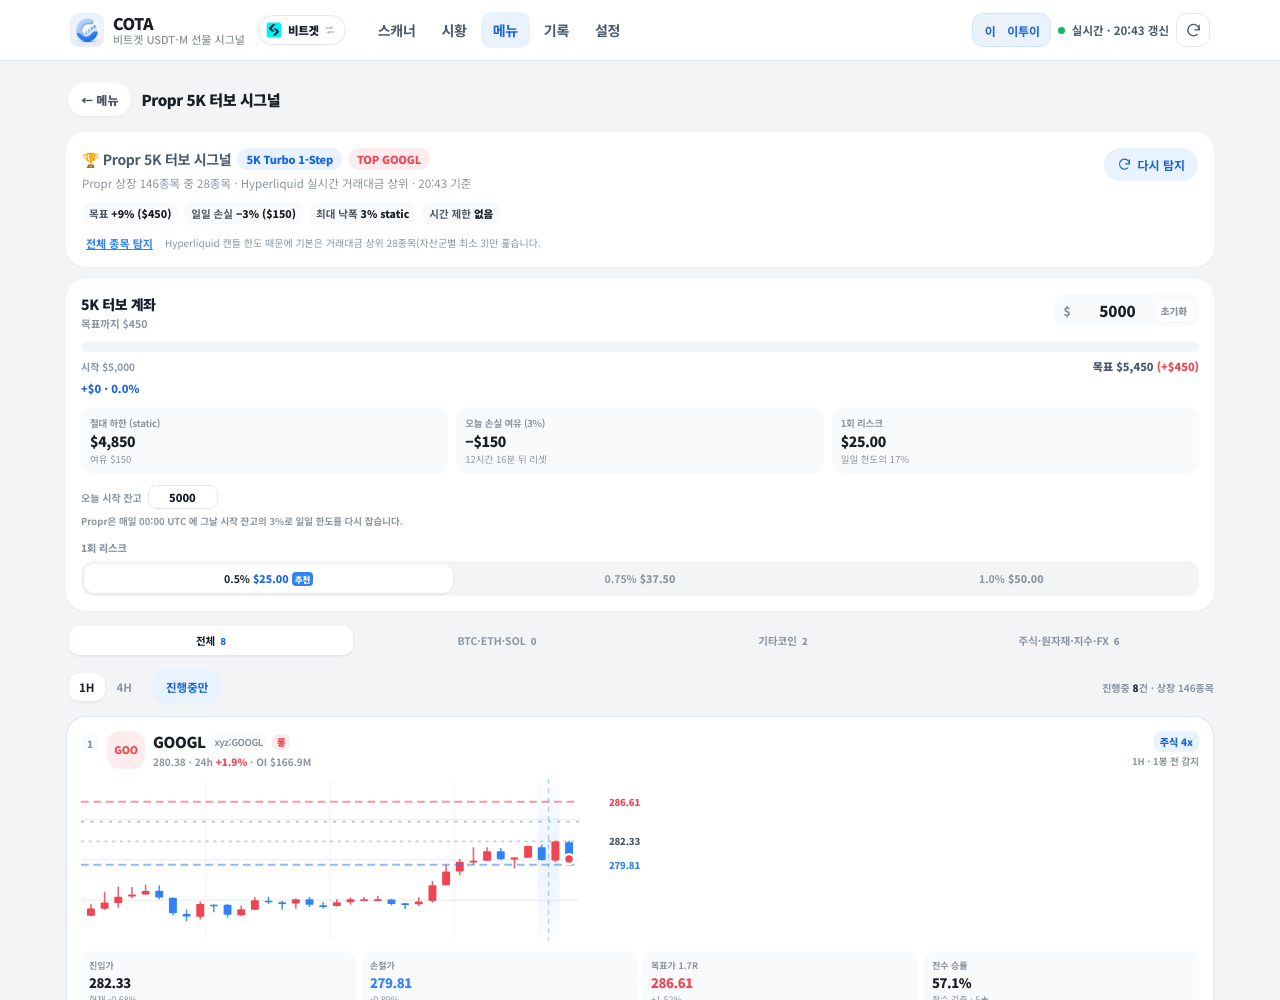 COTA
비트겟 USDT-M 선물 시그널
비트겟
스캐너 시황 메뉴 기록 설정
이 이투이
실시간 · 20:43 갱신
← 메뉴
Propr 5K 터보 시그널
🏆 Propr 5K 터보 시그널 5K Turbo 1-Step TOP GOOGL
다시 탐지
Propr 상장 146종목 중 28종목 · Hyperliquid 실시간 거래대금 상위 · 20:43 기준
목표 +9% ($450) 일일 손실 −3% ($150) 최대 낙폭 3% static 시간 제한 없음
전체 종목 탐지 Hyperliquid 캔들 한도 때문에 기본은 거래대금 상위 28종목(자산군별 최소 3)만 훑습니다.
5K 터보 계좌
목표까지 $450
$ 5000 초기화
시작 $5,000
목표 $5,450 (+$450)
+$0 · 0.0%
절대 하한 (static)
$4,850
여유 $150
오늘 손실 여유 (3%)
−$150
12시간 16분 뒤 리셋
1회 리스크
$25.00
일일 한도의 17%
오늘 시작 잔고 5000
Propr은 매일 00:00 UTC 에 그날 시작 잔고의 3%로 일일 한도를 다시 잡습니다.
1회 리스크
0.5% $25.00 추천
0.75% $37.50
1.0% $50.00
전체 8
BTC·ETH·SOL 0
기타코인 2
주식·원자재·지수·FX 6
1H 4H 진행중만
진행중 8건 · 상장 146종목
1 GOO GOOGL xyz:GOOGL 롱
280.38 · 24h +1.9% · OI $166.9M
주식 4x
1H · 1봉 전 감지
286.61
282.33
279.81
진입가
282.33
현재 -0.68%
손절가
279.81
-0.89%
목표가 1.7R
286.61
+1.52%
전수 승률
57.1%
전수 검증 · 5★